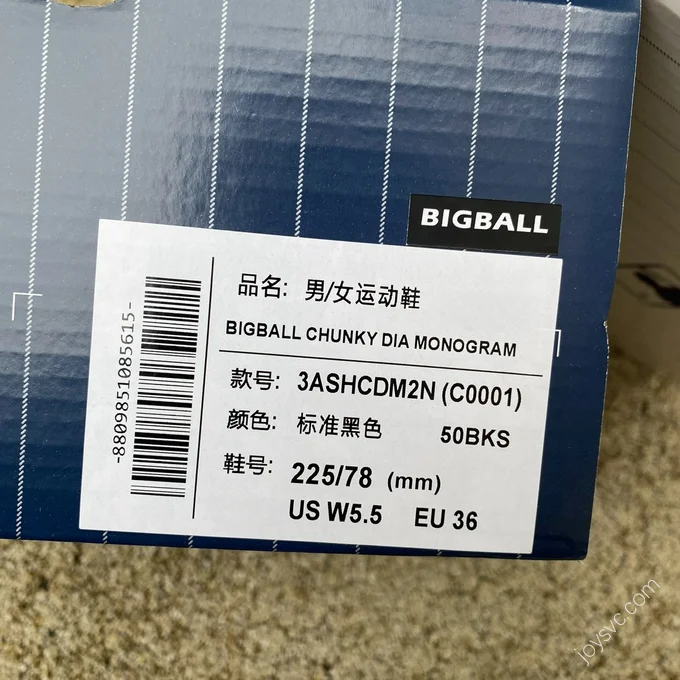 BIGBALL
品名: 男/女运动鞋
BIGBALL CHUNKY DIA MONOGRAM
款号: 3ASHCDM2N (C0001)
颜色: 标准黑色 50BKS
鞋号: 225/78 (mm)
US W5.5 EU 36
-8809851085615-
joysvc.com